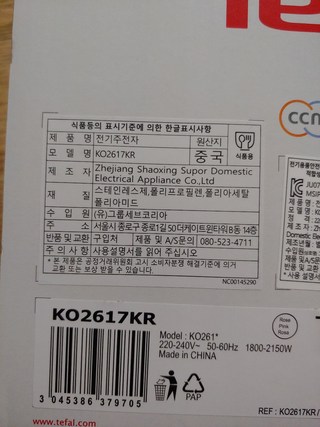 ccm
식품등의 표시기준에 의한 한글표시사항
제 품 명 전기주전자 원산지
모 델 명 KO2617KR 중국 식품용
제 조 자 Zhejiang Shaoxing Supor Domestic
Electrical Appliance Co.,Ltd
재 질 스테인레스제,폴리프로필렌,폴리아세탈
폴리아미드
수 입 원 (유)그룹세브코리아
주 소 서울시 종로구 종로1길 50 더케이트윈타워 B동 14층
반품 및 교환 구입처 제품 및 A/S문의 080-523-4711
주 의 사 항 사용설명서를 읽어 주십시오
* 본 제품은 공정거래위원회 고시 소비자분쟁 해결기준에 의거
교환 또는 보상 받을 수 있습니다.
NC00145290
KO2617KR
Model : KO261*
220-240V~ 50-60Hz 1800-2150W
Made in CHINA
Rose
Pink
Rosa
PAP
3 045386 379705
www.tefal.com
REF : KO2617KR/